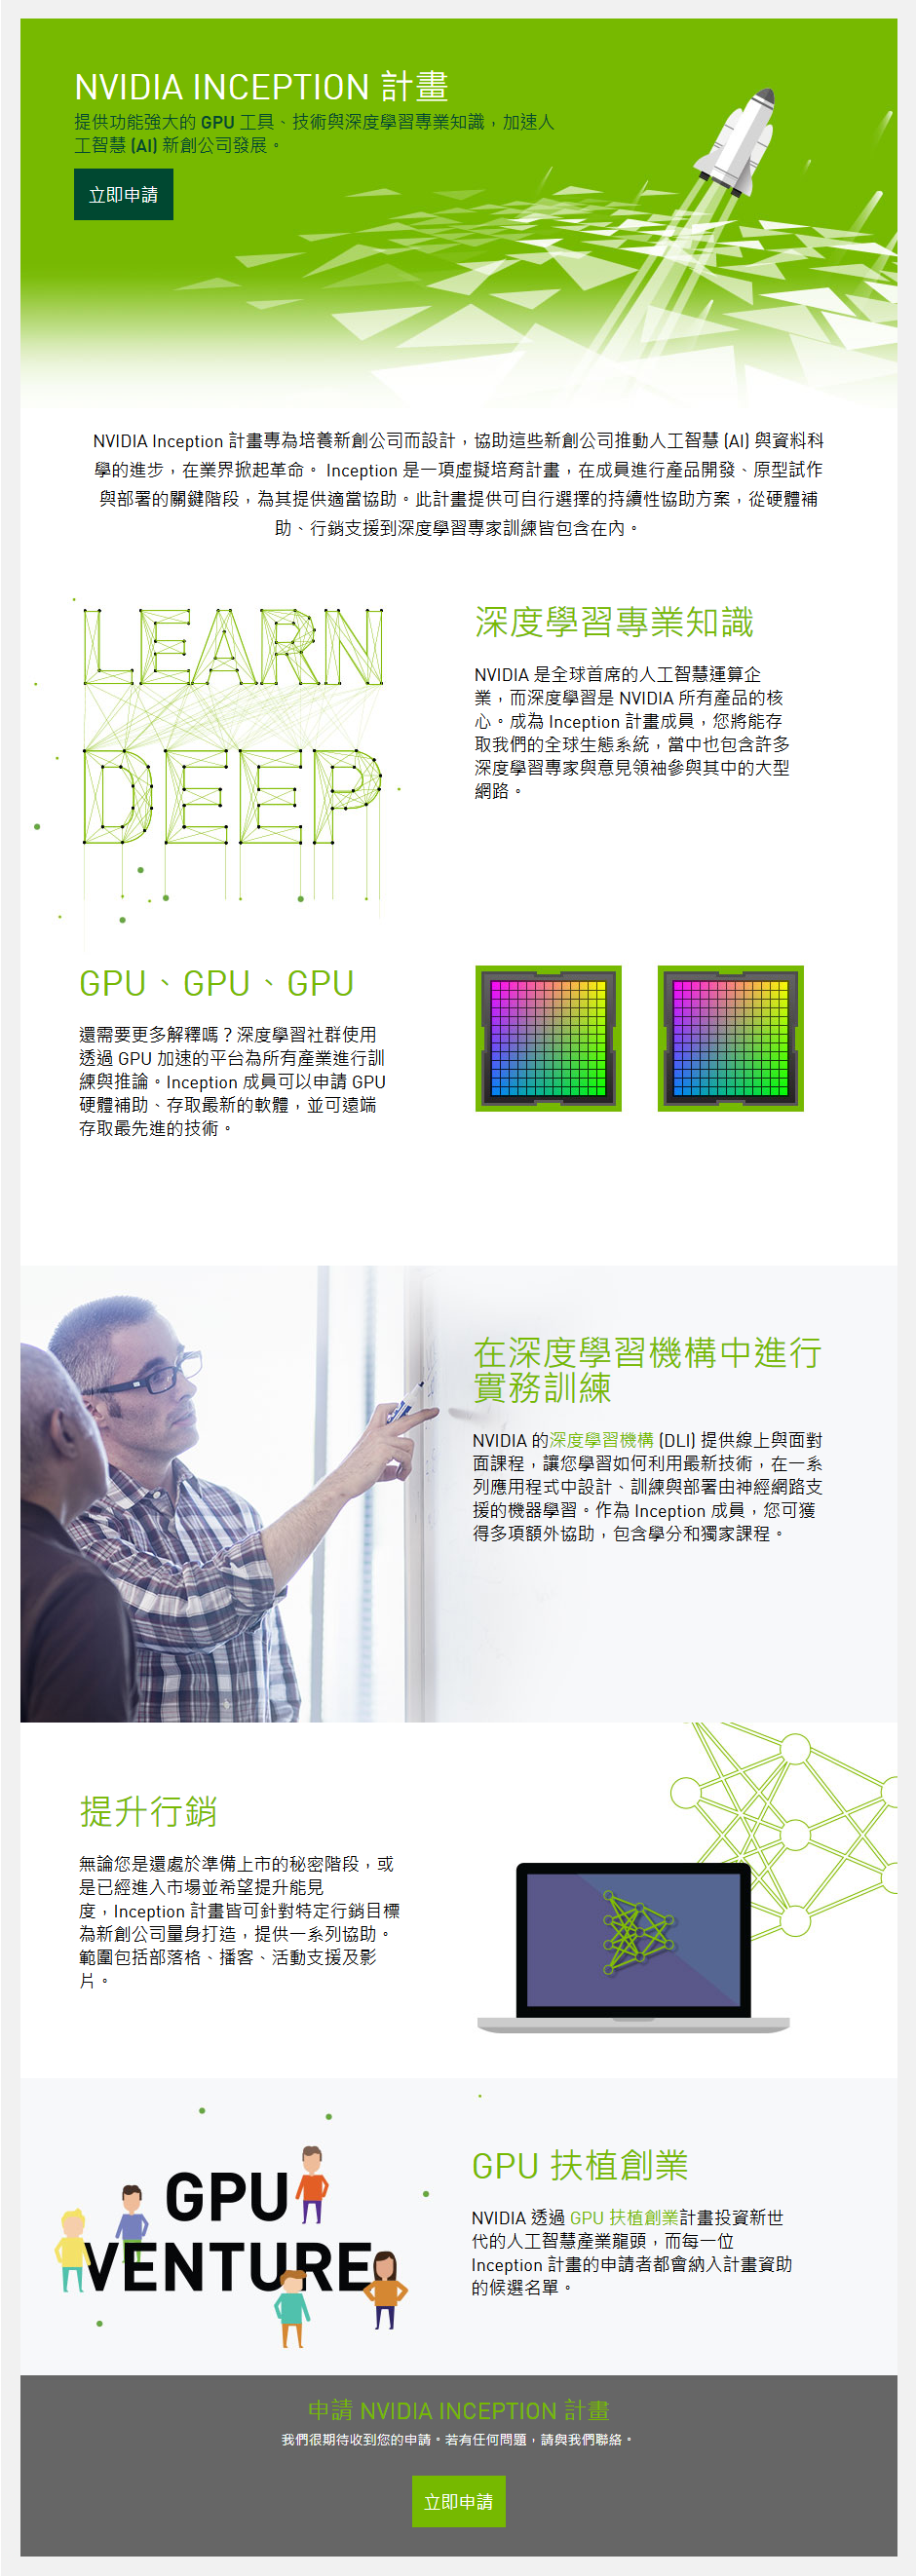 NVIDIA INCEPTION 計畫
提供功能強大的 GPU 工具、技術與深度學習專業知識，加速人
工智慧 (AI) 新創公司發展。
立即申請
NVIDIA Inception 計畫專為培養新創公司而設計，協助這些新創公司推動人工智慧 (AI) 與資料科
學的進步，在業界掀起革命。 Inception 是一項虛擬培育計畫，在成員進行產品開發、原型試作
與部署的關鍵階段，為其提供適當協助。此計畫提供可自行選擇的持續性協助方案，從硬體補
助、行銷支援到深度學習專家訓練皆包含在內。
LEARN
DEEP
深度學習專業知識
NVIDIA 是全球首席的人工智慧運算企
業，而深度學習是 NVIDIA 所有產品的核
心。成為 Inception 計畫成員，您將能存
取我們的全球生態系統，當中也包含許多
深度學習專家與意見領袖參與其中的大型
網路。
GPU、GPU、GPU
還需要更多解釋嗎？深度學習社群使用
透過 GPU 加速的平台為所有產業進行訓
練與推論。Inception 成員可以申請 GPU
硬體補助、存取最新的軟體，並可遠端
存取最先進的技術。
在深度學習機構中進行
實務訓練
NVIDIA 的深度學習機構 (DLI) 提供線上與面對
面課程，讓您學習如何利用最新技術，在一系
列應用程式中設計、訓練與部署由神經網路支
援的機器學習。作為 Inception 成員，您可獲
得多項額外協助，包含學分和獨家課程。
提升行銷
無論您是還處於準備上市的秘密階段，或
是已經進入市場並希望提升能見
度，Inception 計畫皆可針對特定行銷目標
為新創公司量身打造，提供一系列協助。
範圍包括部落格、播客、活動支援及影
片。
GPU
VENTURE
GPU 扶植創業
NVIDIA 透過 GPU 扶植創業計畫投資新世
代的人工智慧產業龍頭，而每一位
Inception 計畫的申請者都會納入計畫資助
的候選名單。
申請 NVIDIA INCEPTION 計畫
我們很期待收到您的申請。若有任何問題，請與我們聯絡。
立即申請